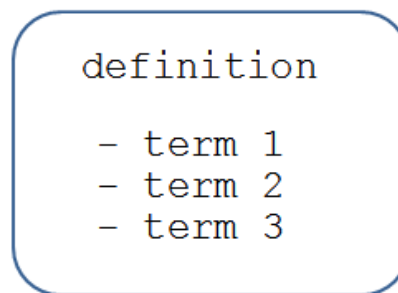 definition
- term 1
- term 2
- term 3